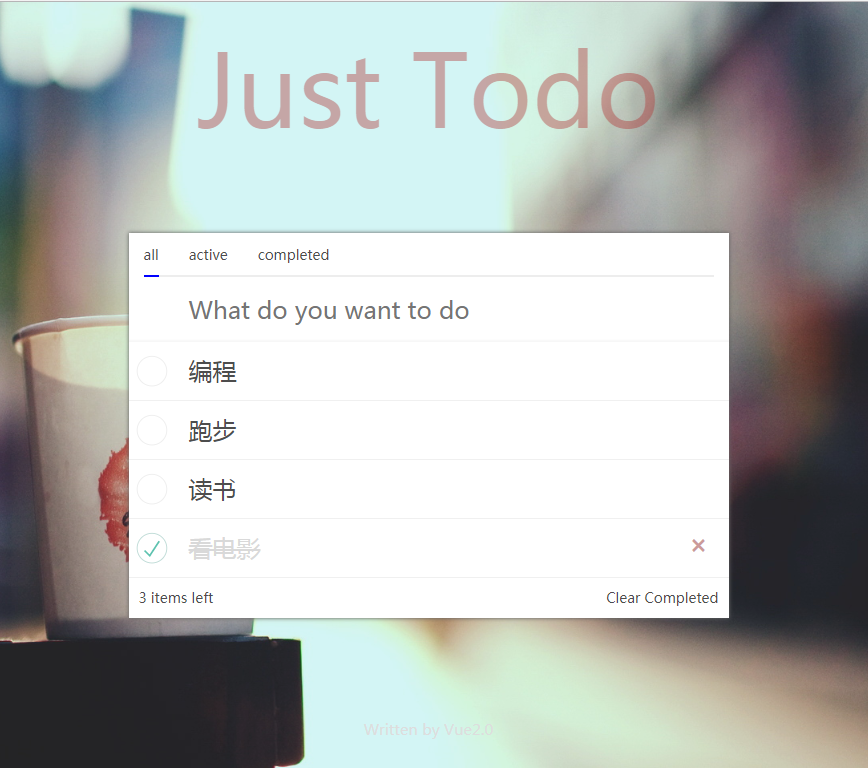 Just Todo
all active completed
What do you want to do
编程
跑步
读书
看电影 ×
3 items left Clear Completed
Written by Vue2.0